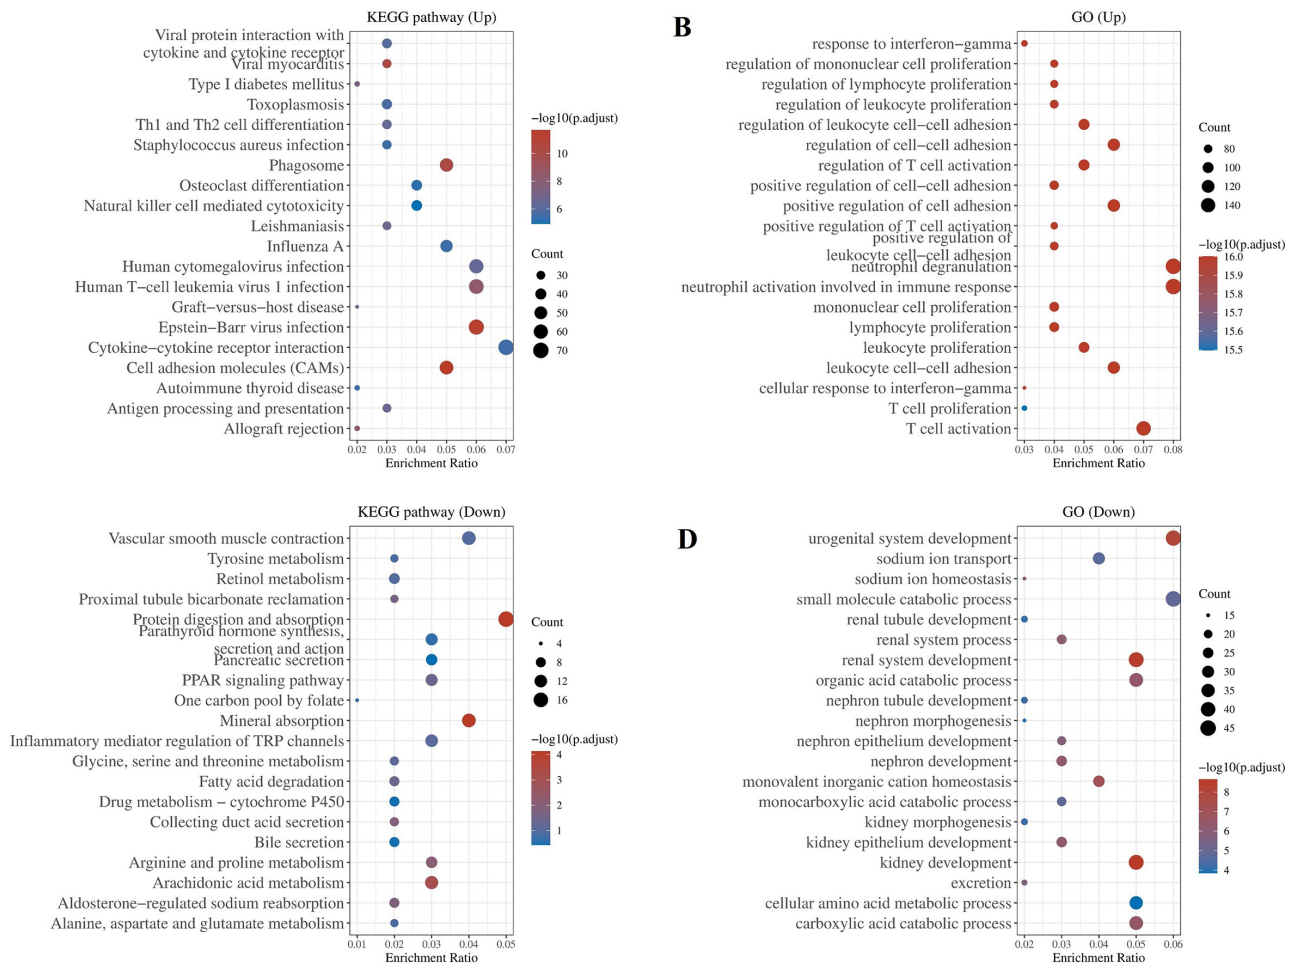 KEGG pathway (Up)
Viral protein interaction with
cytokine and cytokine receptor
Viral myocarditis
Type I diabetes mellitus
Toxoplasmosis
Th1 and Th2 cell differentiation
Staphylococcus aureus infection
Phagosome
Osteoclast differentiation
Natural killer cell mediated cytotoxicity
Leishmaniasis
Influenza A
Human cytomegalovirus infection
Human T−cell leukemia virus 1 infection
Graft−versus−host disease
Epstein−Barr virus infection
Cytokine−cytokine receptor interaction
Cell adhesion molecules (CAMs)
Autoimmune thyroid disease
Antigen processing and presentation
Allograft rejection
0.02 0.03 0.04 0.05 0.06 0.07
Enrichment Ratio
−log10(p.adjust)
10
8
6
Count
30
40
50
60
70
B
GO (Up)
response to interferon−gamma
regulation of mononuclear cell proliferation
regulation of lymphocyte proliferation
regulation of leukocyte proliferation
regulation of leukocyte cell−cell adhesion
regulation of cell−cell adhesion
regulation of T cell activation
positive regulation of cell−cell adhesion
positive regulation of cell adhesion
positive regulation of T cell activation
positive regulation of
leukocyte cell−cell adhesion
neutrophil degranulation
neutrophil activation involved in immune response
mononuclear cell proliferation
lymphocyte proliferation
leukocyte proliferation
leukocyte cell−cell adhesion
cellular response to interferon−gamma
T cell proliferation
T cell activation
0.03 0.04 0.05 0.06 0.07 0.08
Enrichment Ratio
Count
80
100
120
140
−log10(p.adjust)
16.0
15.9
15.8
15.7
15.6
15.5
KEGG pathway (Down)
Vascular smooth muscle contraction
Tyrosine metabolism
Retinol metabolism
Proximal tubule bicarbonate reclamation
Protein digestion and absorption
Parathyroid hormone synthesis,
secretion and action
Pancreatic secretion
PPAR signaling pathway
One carbon pool by folate
Mineral absorption
Inflammatory mediator regulation of TRP channels
Glycine, serine and threonine metabolism
Fatty acid degradation
Drug metabolism − cytochrome P450
Collecting duct acid secretion
Bile secretion
Arginine and proline metabolism
Arachidonic acid metabolism
Aldosterone−regulated sodium reabsorption
Alanine, aspartate and glutamate metabolism
0.01 0.02 0.03 0.04 0.05
Enrichment Ratio
Count
4
8
12
16
−log10(p.adjust)
4
3
2
1
D
GO (Down)
urogenital system development
sodium ion transport
sodium ion homeostasis
small molecule catabolic process
renal tubule development
renal system process
renal system development
organic acid catabolic process
nephron tubule development
nephron morphogenesis
nephron epithelium development
nephron development
monovalent inorganic cation homeostasis
monocarboxylic acid catabolic process
kidney morphogenesis
kidney epithelium development
kidney development
excretion
cellular amino acid metabolic process
carboxylic acid catabolic process
0.02 0.03 0.04 0.05 0.06
Enrichment Ratio
Count
15
20
25
30
35
40
45
−log10(p.adjust)
8
7
6
5
4